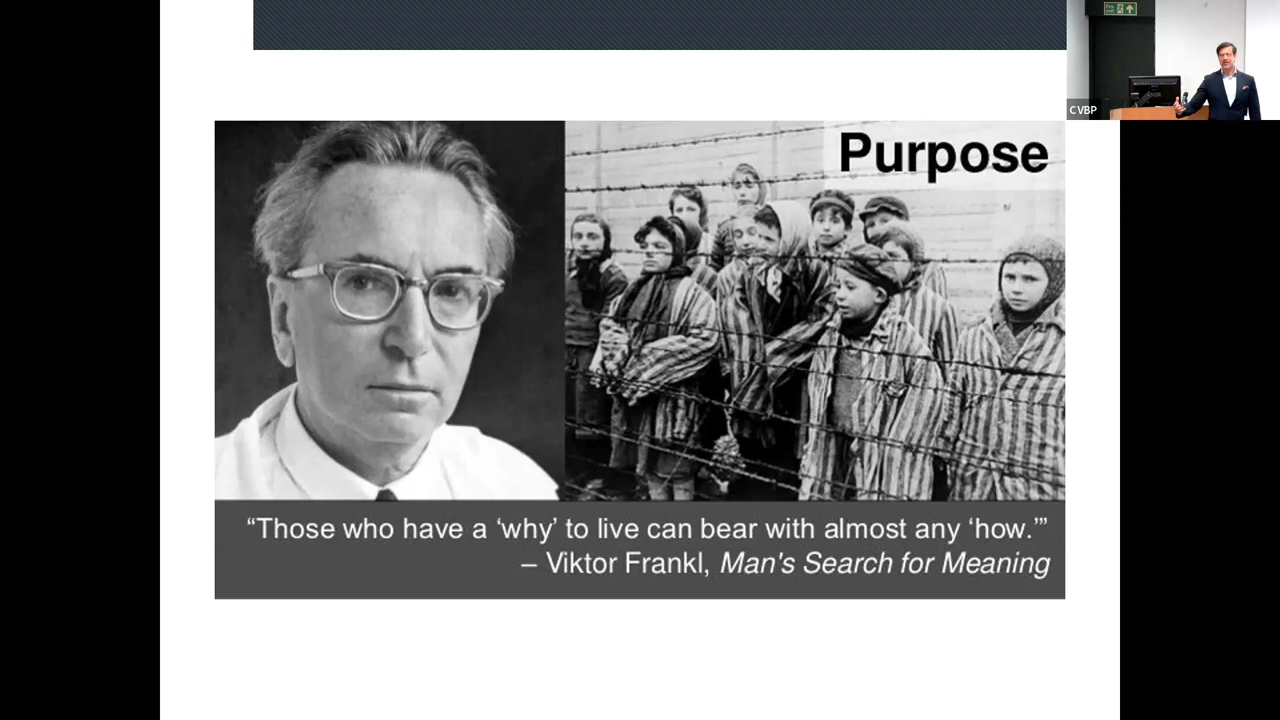 CVBP
Purpose
“Those who have a ‘why’ to live can bear with almost any ‘how.’”
– Viktor Frankl, Man's Search for Meaning